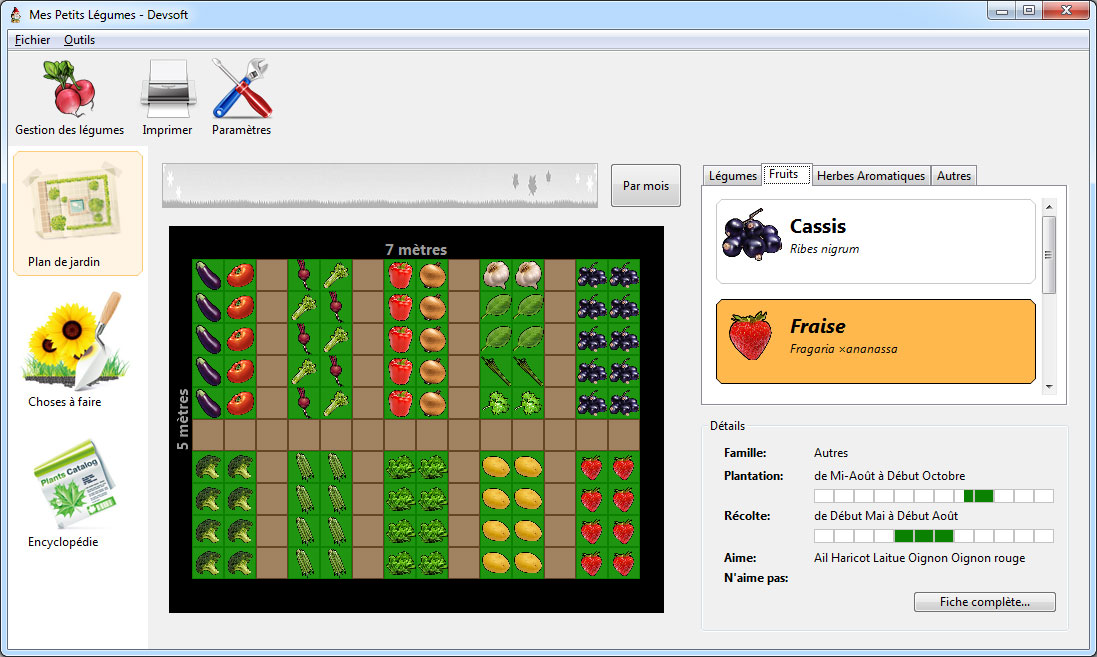 Mes Petits Légumes - Devsoft
Fichier Outils
Gestion des légumes
Imprimer
Paramètres
Plan de jardin
Choses à faire
Plants Catalog
Encyclopédie
Par mois
7 mètres
5 mètres
Légumes
Fruits
Herbes Aromatiques
Autres
Cassis
Ribes nigrum
Fraise
Fragaria ×ananassa
Détails
Famille: Autres
Plantation: de Mi-Août à Début Octobre
Récolte: de Début Mai à Début Août
Aime: Ail Haricot Laitue Oignon Oignon rouge
N'aime pas:
Fiche complète...